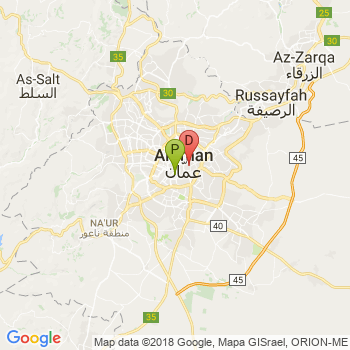 Az-Zarqa
الزرقاء
35
30
As-Salt
السلط
30
Russayfah
الرصيفة
P
D
Amman
عمان
45
NA'UR
منطقة ناعور
40
45
35
Google
Map data ©2018 Google, Mapa GISrael, ORION-ME